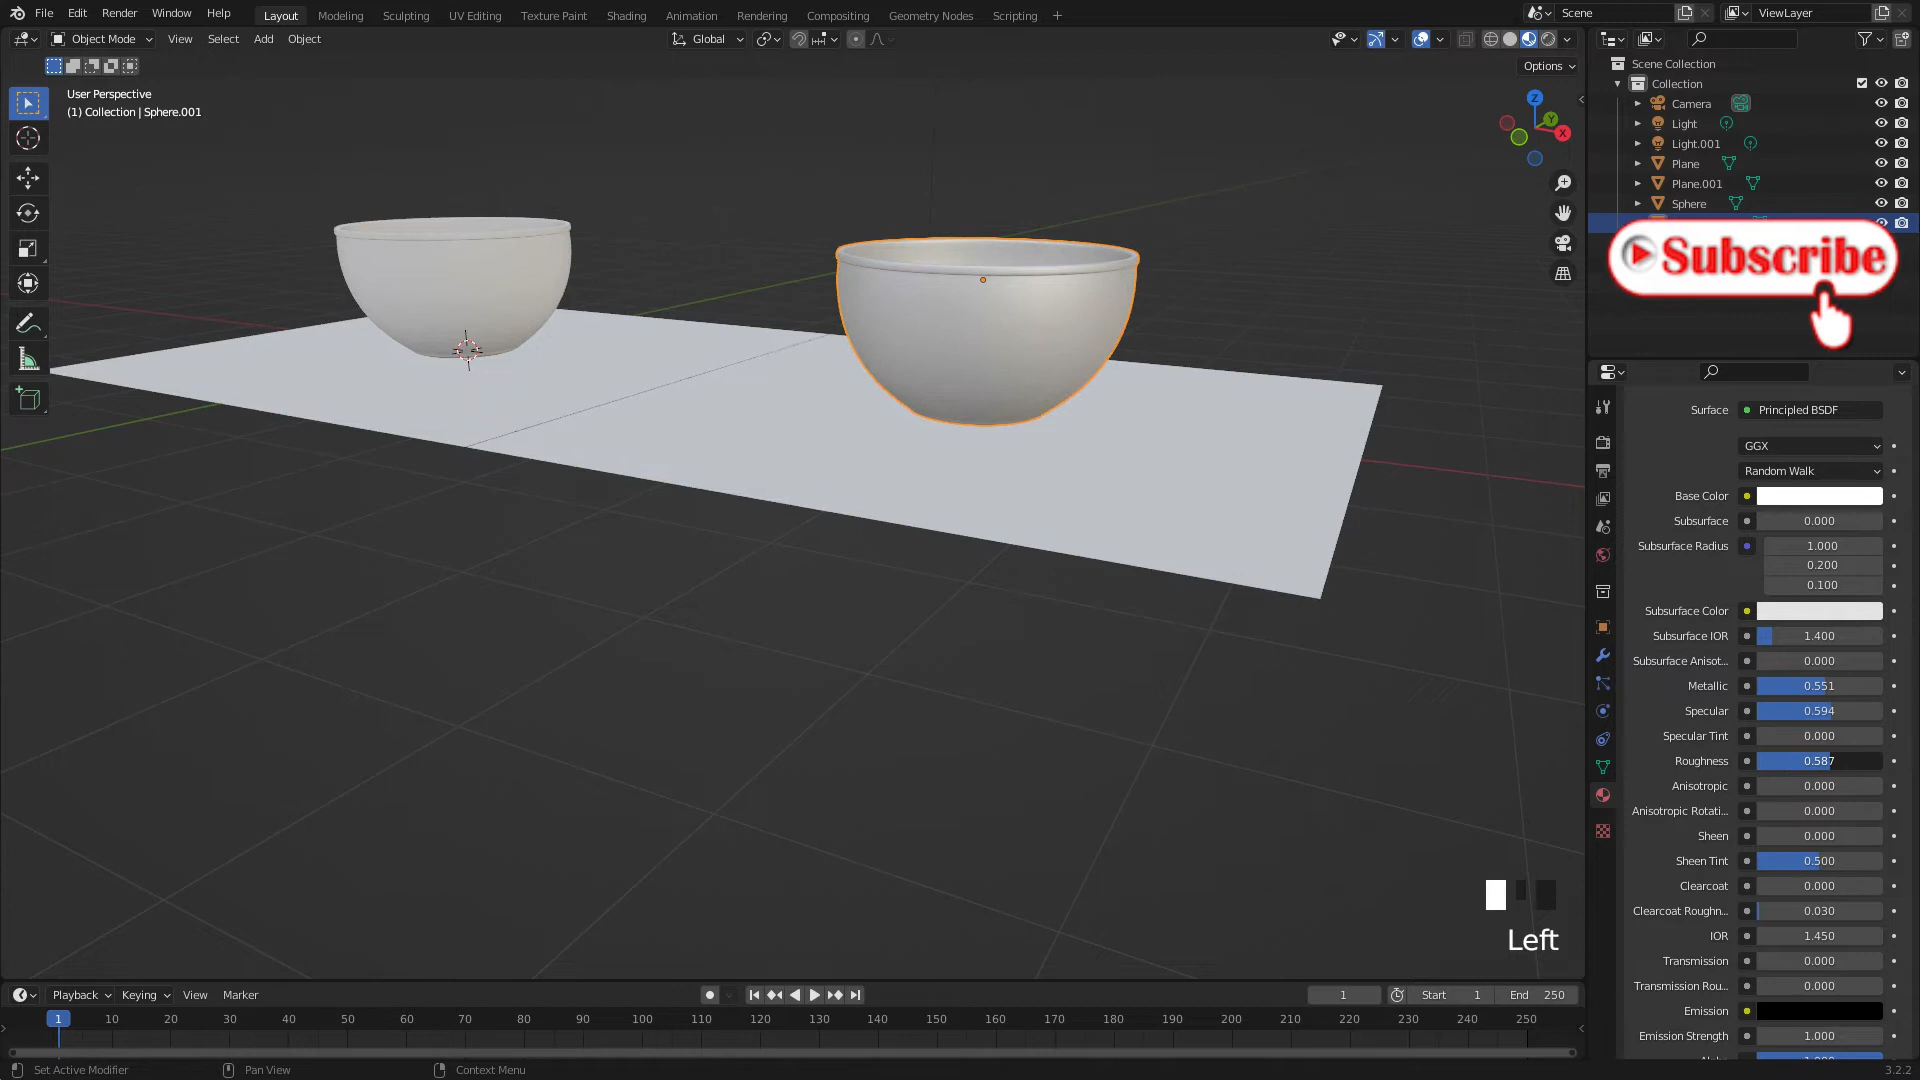 File Edit Render Window Help Layout Modeling Sculpting UV Editing Texture Paint Shading Animation Rendering Compositing Geometry Nodes Scripting + Scene ViewLayer
Object Mode View Select Add Object Global
Options
User Perspective
(1) Collection | Sphere.001
Z
Y
X
Scene Collection
Collection
Camera
Light
Light.001
Plane
Plane.001
Sphere
Subscribe
Surface Principled BSDF
GGX
Random Walk
Base Color
Subsurface 0.000
Subsurface Radius 1.000
0.200
0.100
Subsurface Color
Subsurface IOR 1.400
Subsurface Anisot... 0.000
Metallic 0.551
Specular 0.594
Specular Tint 0.000
Roughness 0.587
Anisotropic 0.000
Anisotropic Rotati... 0.000
Sheen 0.000
Sheen Tint 0.500
Clearcoat 0.000
Clearcoat Roughn... 0.030
IOR 1.450
Transmission 0.000
Transmission Rou... 0.000
Emission
Emission Strength 1.000
Left
Playback Keying View Marker 1 Start 1 End 250
1 10 20 30 40 50 60 70 80 90 100 110 120 130 140 150 160 170 180 190 200 210 220 230 240 250
Set Active Modifier Pan View Context Menu 3.2.2